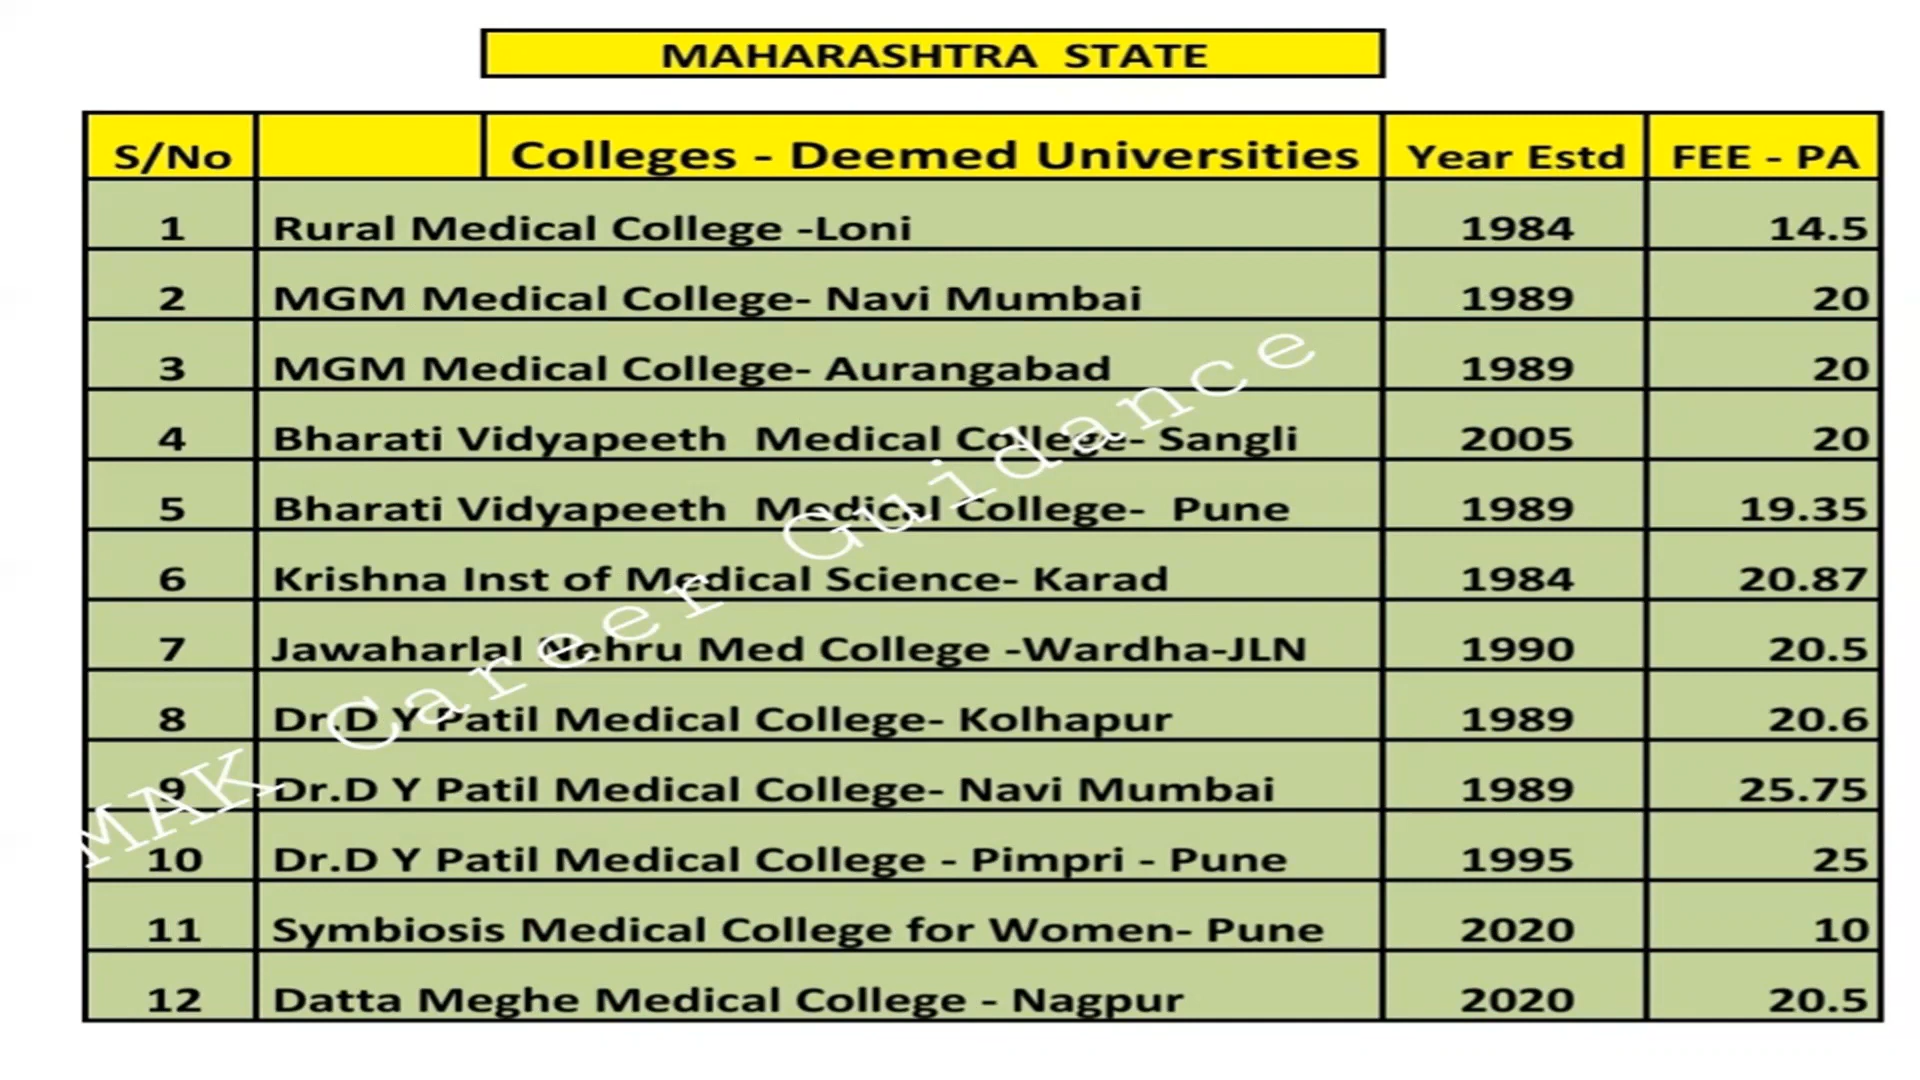 MAHARASHTRA STATE
S/No Colleges - Deemed Universities Year Estd FEE - PA
1 Rural Medical College -Loni 1984 14.5
2 MGM Medical College- Navi Mumbai 1989 20
3 MGM Medical College- Aurangabad 1989 20
4 Bharati Vidyapeeth Medical College- Sangli 2005 20
5 Bharati Vidyapeeth Medical College- Pune 1989 19.35
6 Krishna Inst of Medical Science- Karad 1984 20.87
7 Jawaharlal Nehru Med College -Wardha-JLN 1990 20.5
8 Dr.D Y Patil Medical College- Kolhapur 1989 20.6
9 Dr.D Y Patil Medical College- Navi Mumbai 1989 25.75
10 Dr.D Y Patil Medical College - Pimpri - Pune 1995 25
11 Symbiosis Medical College for Women- Pune 2020 10
12 Datta Meghe Medical College - Nagpur 2020 20.5
MAK Career Guidance